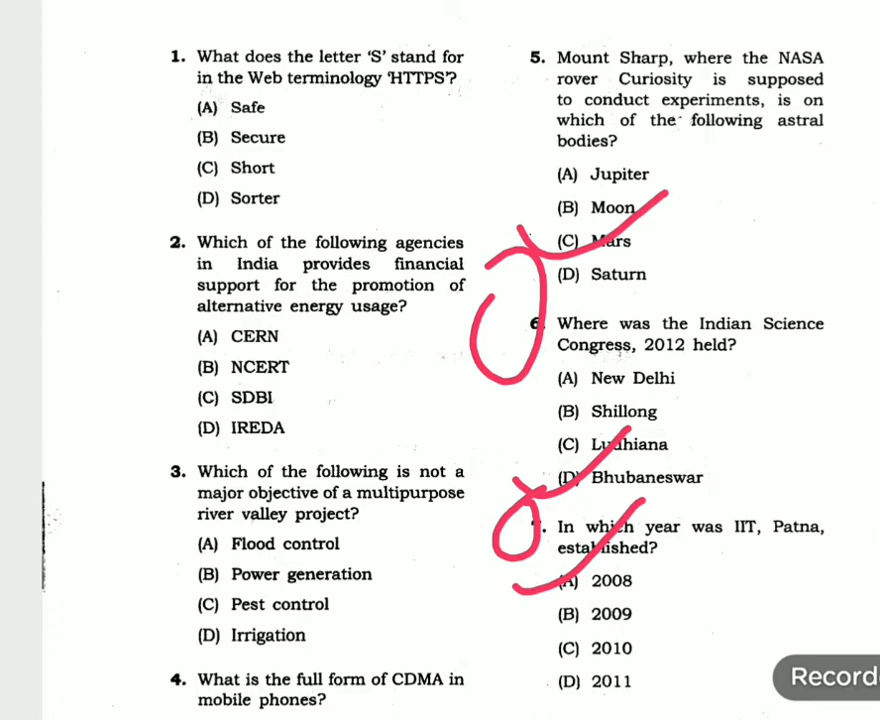 1. What does the letter ‘S’ stand for
in the Web terminology ‘HTTPS’?
(A) Safe
(B) Secure
(C) Short
(D) Sorter
2. Which of the following agencies
in India provides financial
support for the promotion of
alternative energy usage?
(A) CERN
(B) NCERT
(C) SDBI
(D) IREDA
3. Which of the following is not a
major objective of a multipurpose
river valley project?
(A) Flood control
(B) Power generation
(C) Pest control
(D) Irrigation
4. What is the full form of CDMA in
mobile phones?
5. Mount Sharp, where the NASA
rover Curiosity is supposed
to conduct experiments, is on
which of the following astral
bodies?
(A) Jupiter
(B) Moon
(C) Mars
(D) Saturn
6. Where was the Indian Science
Congress, 2012 held?
(A) New Delhi
(B) Shillong
(C) Ludhiana
(D) Bhubaneswar
. In which year was IIT, Patna,
established?
(A) 2008
(B) 2009
(C) 2010
(D) 2011
Record